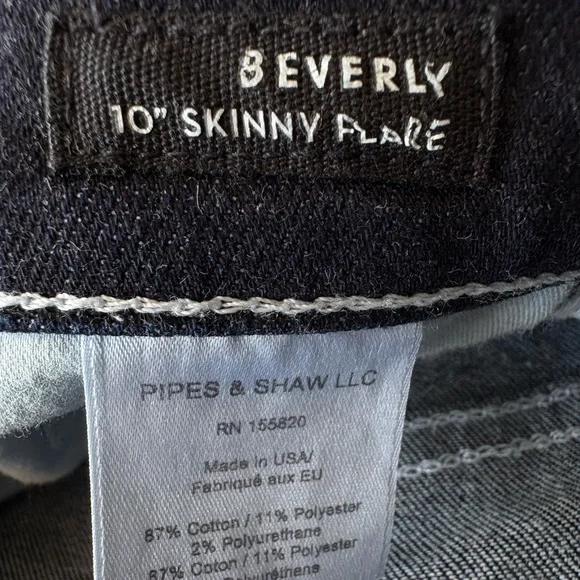 BEVERLY
10" SKINNY FLARE
PIPES & SHAW LLC
RN 155820
Made in USA/
Fabriqué aux EU
87% Cotton / 11% Polyester
2% Polyurethane
87% Coton / 11% Polyester